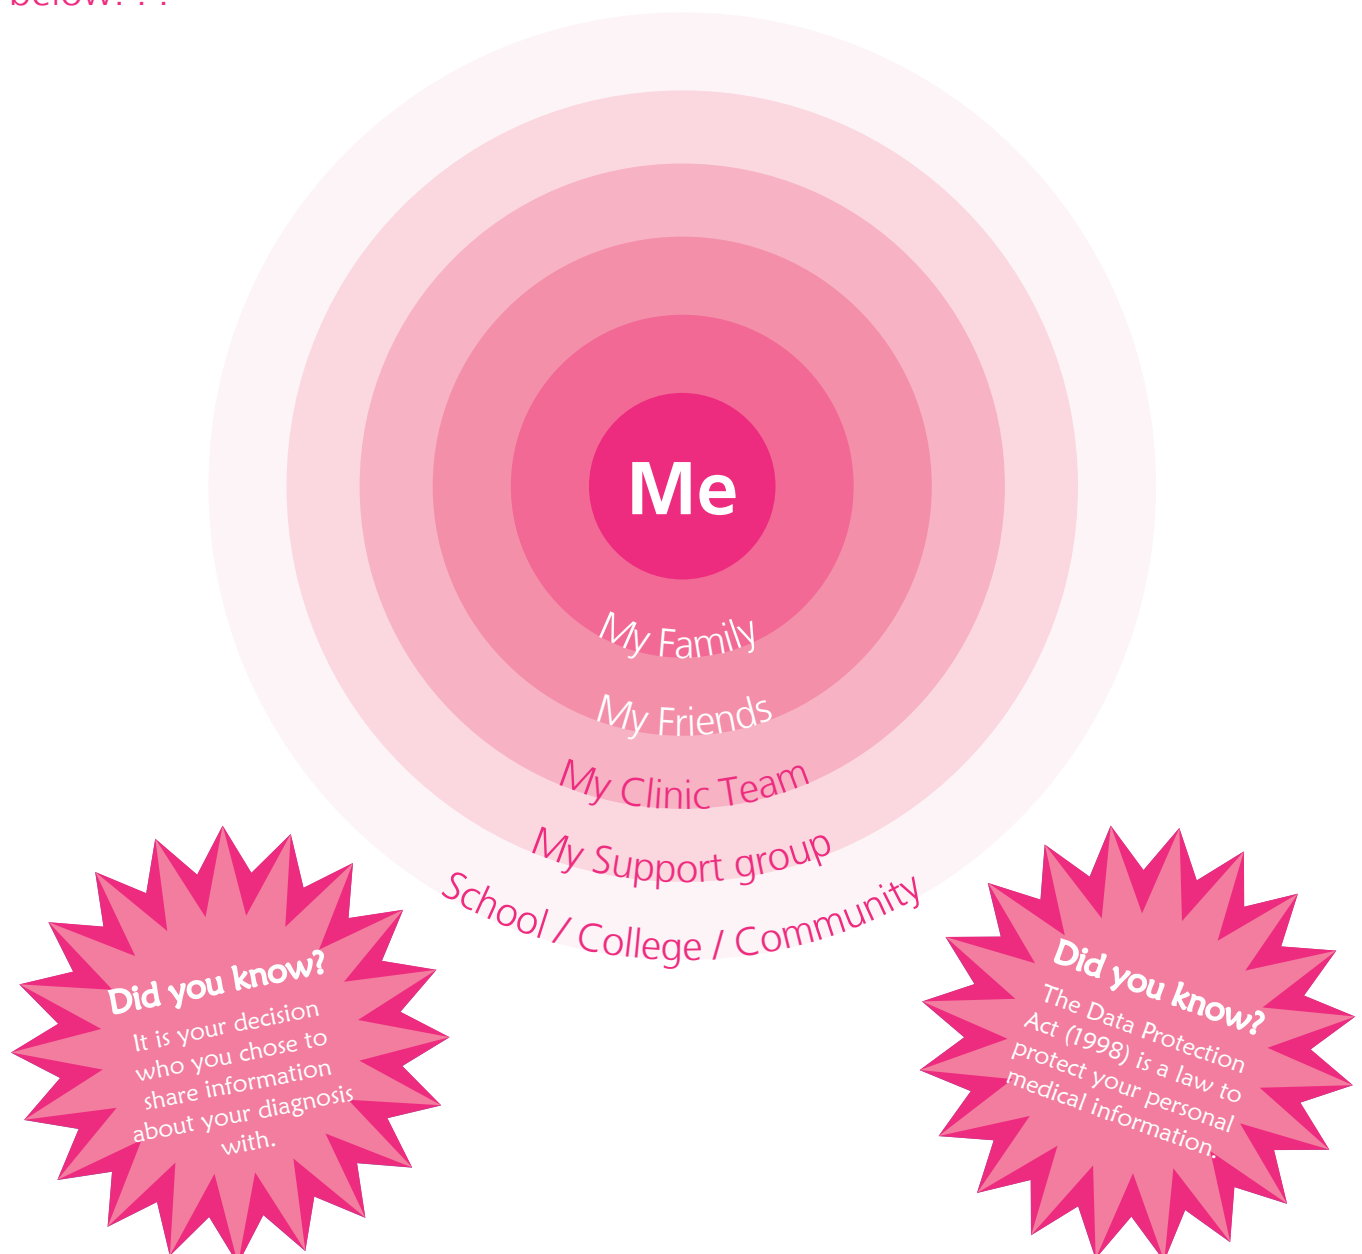 below. . .
Me
My Family
My Friends
My Clinic Team
My Support group
School / College / Community
Did you know?
It is your decision
who you chose to
share information
about your diagnosis
with.
Did you know?
The Data Protection
Act (1998) is a law to
protect your personal
medical information.